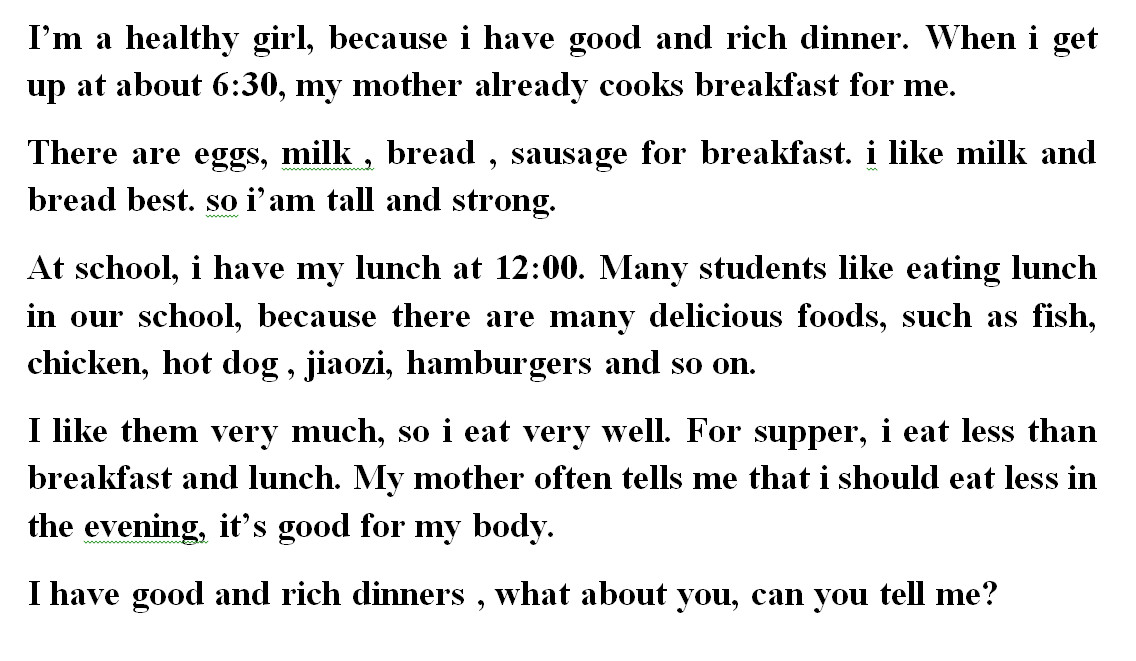 I’m a healthy girl, because i have good and rich dinner. When i get
up at about 6:30, my mother already cooks breakfast for me.
There are eggs, milk , bread , sausage for breakfast. i like milk and
bread best. so i’am tall and strong.
At school, i have my lunch at 12:00. Many students like eating lunch
in our school, because there are many delicious foods, such as fish,
chicken, hot dog , jiaozi, hamburgers and so on.
I like them very much, so i eat very well. For supper, i eat less than
breakfast and lunch. My mother often tells me that i should eat less in
the evening, it’s good for my body.
I have good and rich dinners , what about you, can you tell me?